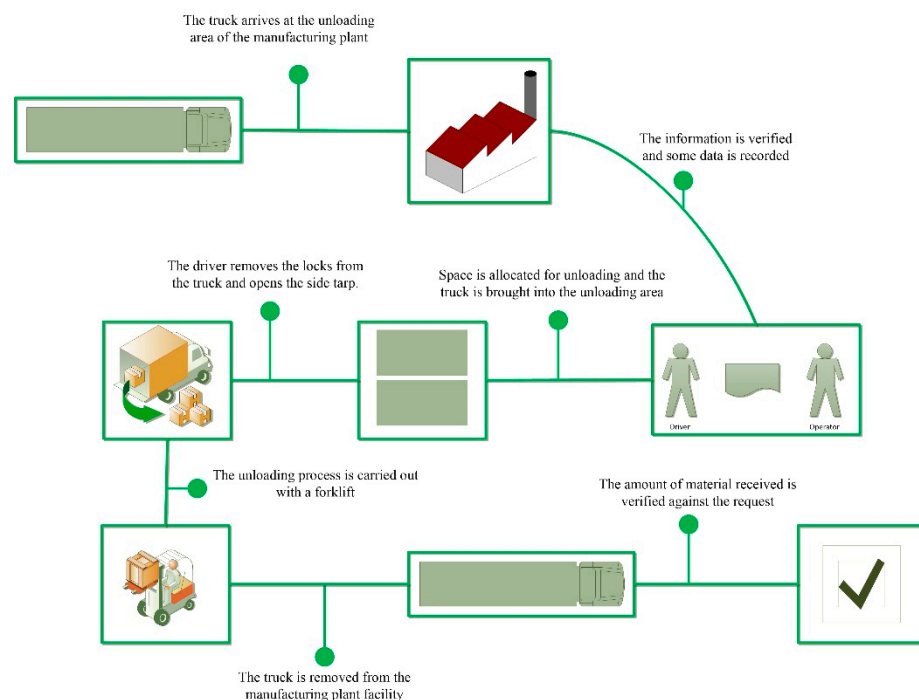 The truck arrives at the unloading
area of the manufacturing plant
The information is verified
and some data is recorded
The driver removes the locks from
the truck and opens the side tarp.
Space is allocated for unloading and the
truck is brought into the unloading area
Driver
Operator
The unloading process is carried out
with a forklift
The amount of material received is
verified against the request
The truck is removed from the
manufacturing plant facility